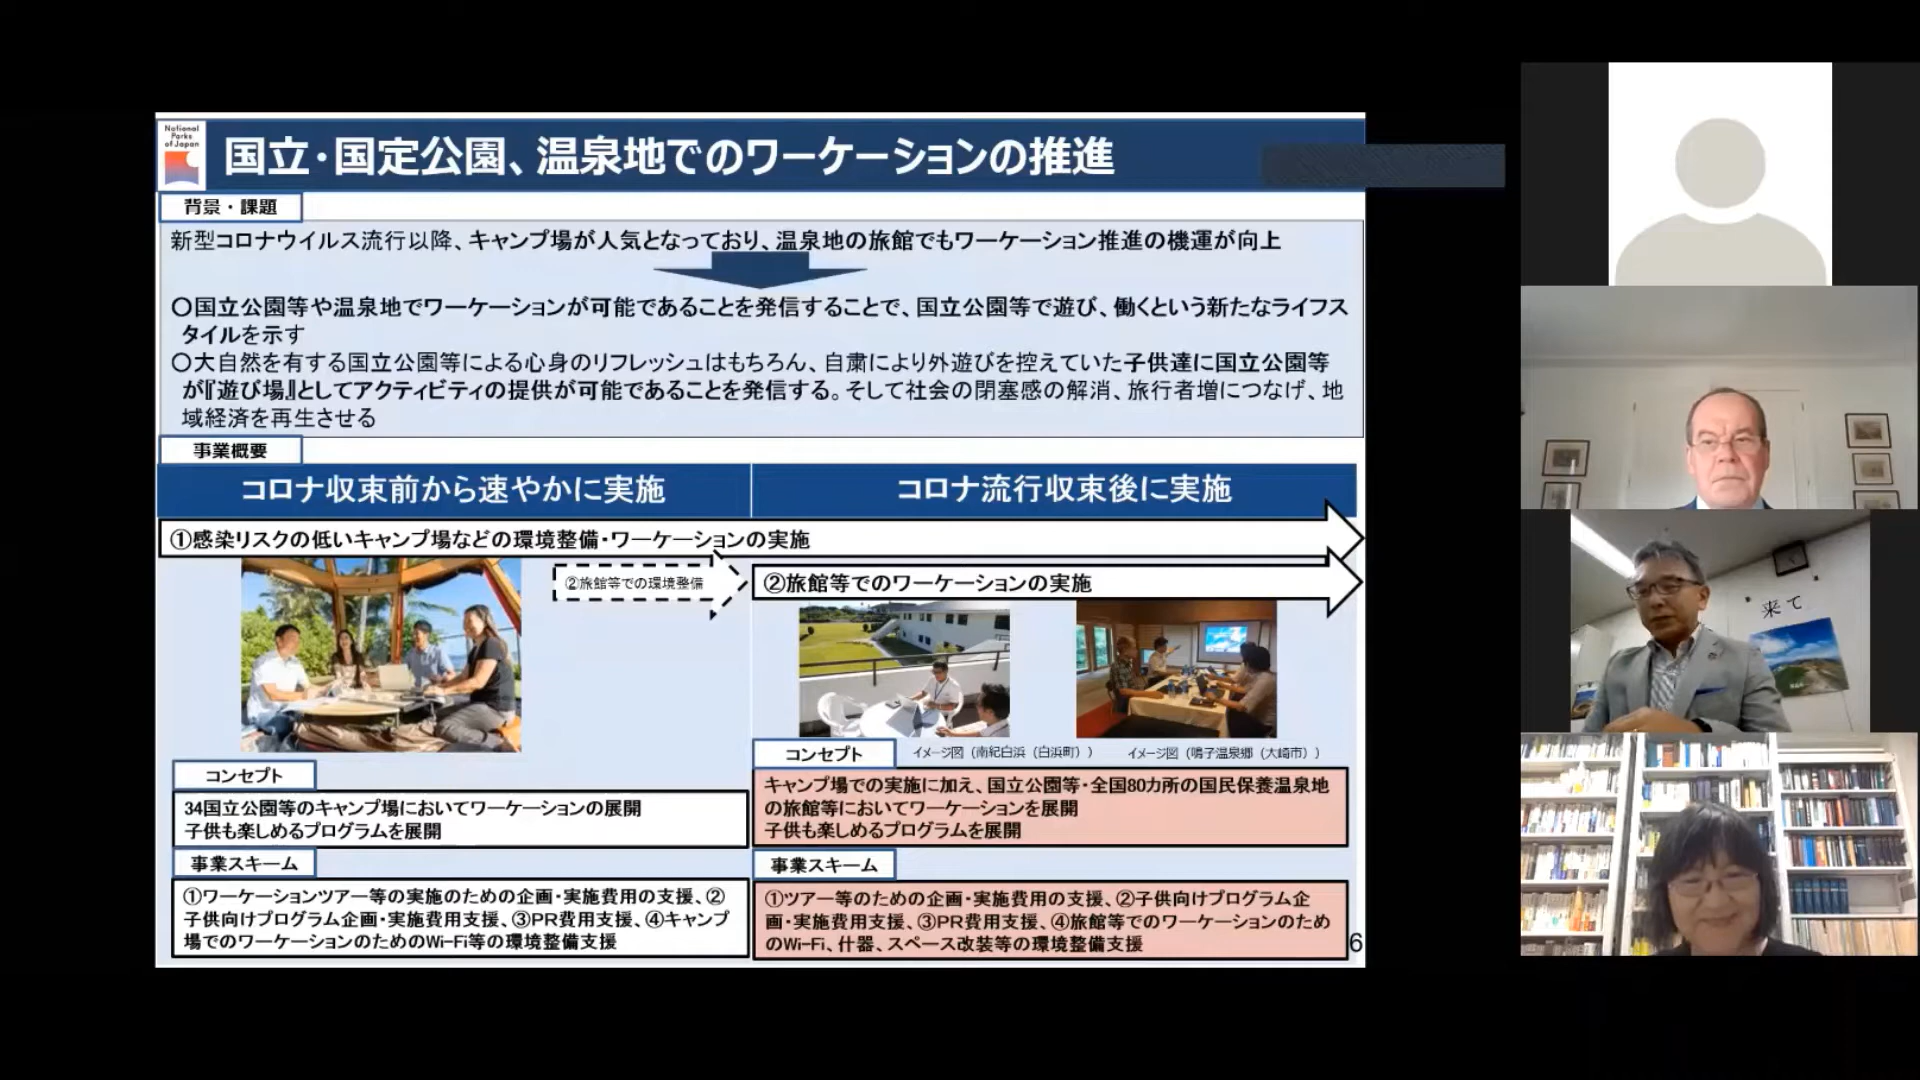 National
Parks
of Japan
国立・国定公園、温泉地でのワーケーションの推進
背景・課題
新型コロナウイルス流行以降、キャンプ場が人気となっており、温泉地の旅館でもワーケーション推進の機運が向上
〇国立公園等や温泉地でワーケーションが可能であることを発信することで、国立公園等で遊び、働くという新たなライフス
タイルを示す
〇大自然を有する国立公園等による心身のリフレッシュはもちろん、自粛により外遊びを控えていた子供達に国立公園等
が『遊び場』としてアクティビティの提供が可能であることを発信する。そして社会の閉塞感の解消、旅行者増につなげ、地
域経済を再生させる
事業概要
コロナ収束前から速やかに実施
コロナ流行収束後に実施
①感染リスクの低いキャンプ場などの環境整備・ワーケーションの実施
②旅館等での環境整備
②旅館等でのワーケーションの実施
イメージ図（南紀白浜（白浜町））
イメージ図（鳴子温泉郷（大崎市））
コンセプト
34国立公園等のキャンプ場においてワーケーションの展開
子供も楽しめるプログラムを展開
事業スキーム
①ワーケーションツアー等の実施のための企画・実施費用の支援、②
子供向けプログラム企画・実施費用支援、③PR費用支援、④キャンプ
場でのワーケーションのためのWi-Fi等の環境整備支援
コンセプト
キャンプ場での実施に加え、国立公園等・全国80カ所の国民保養温泉地
の旅館等においてワーケーションを展開
子供も楽しめるプログラムを展開
事業スキーム
①ツアー等のための企画・実施費用の支援、②子供向けプログラム企
画・実施費用支援、③PR費用支援、④旅館等でのワーケーションのため
のWi-Fi、什器、スペース改装等の環境整備支援
6
来て